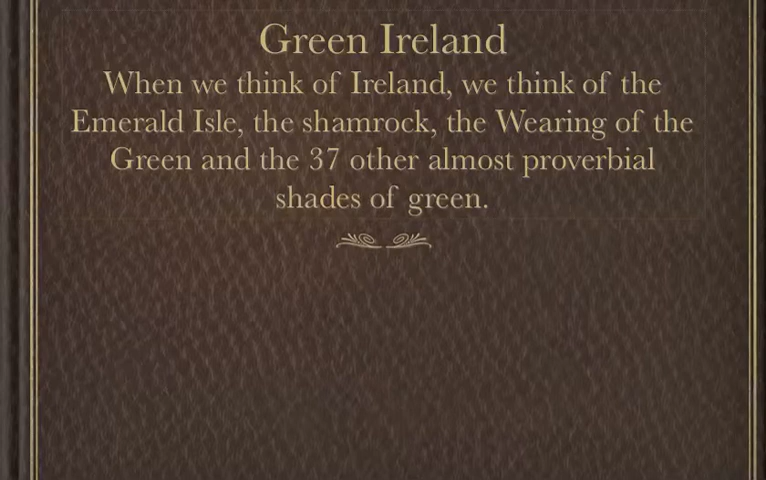 Green Ireland
When we think of Ireland, we think of the
Emerald Isle, the shamrock, the Wearing of the
Green and the 37 other almost proverbial
shades of green.